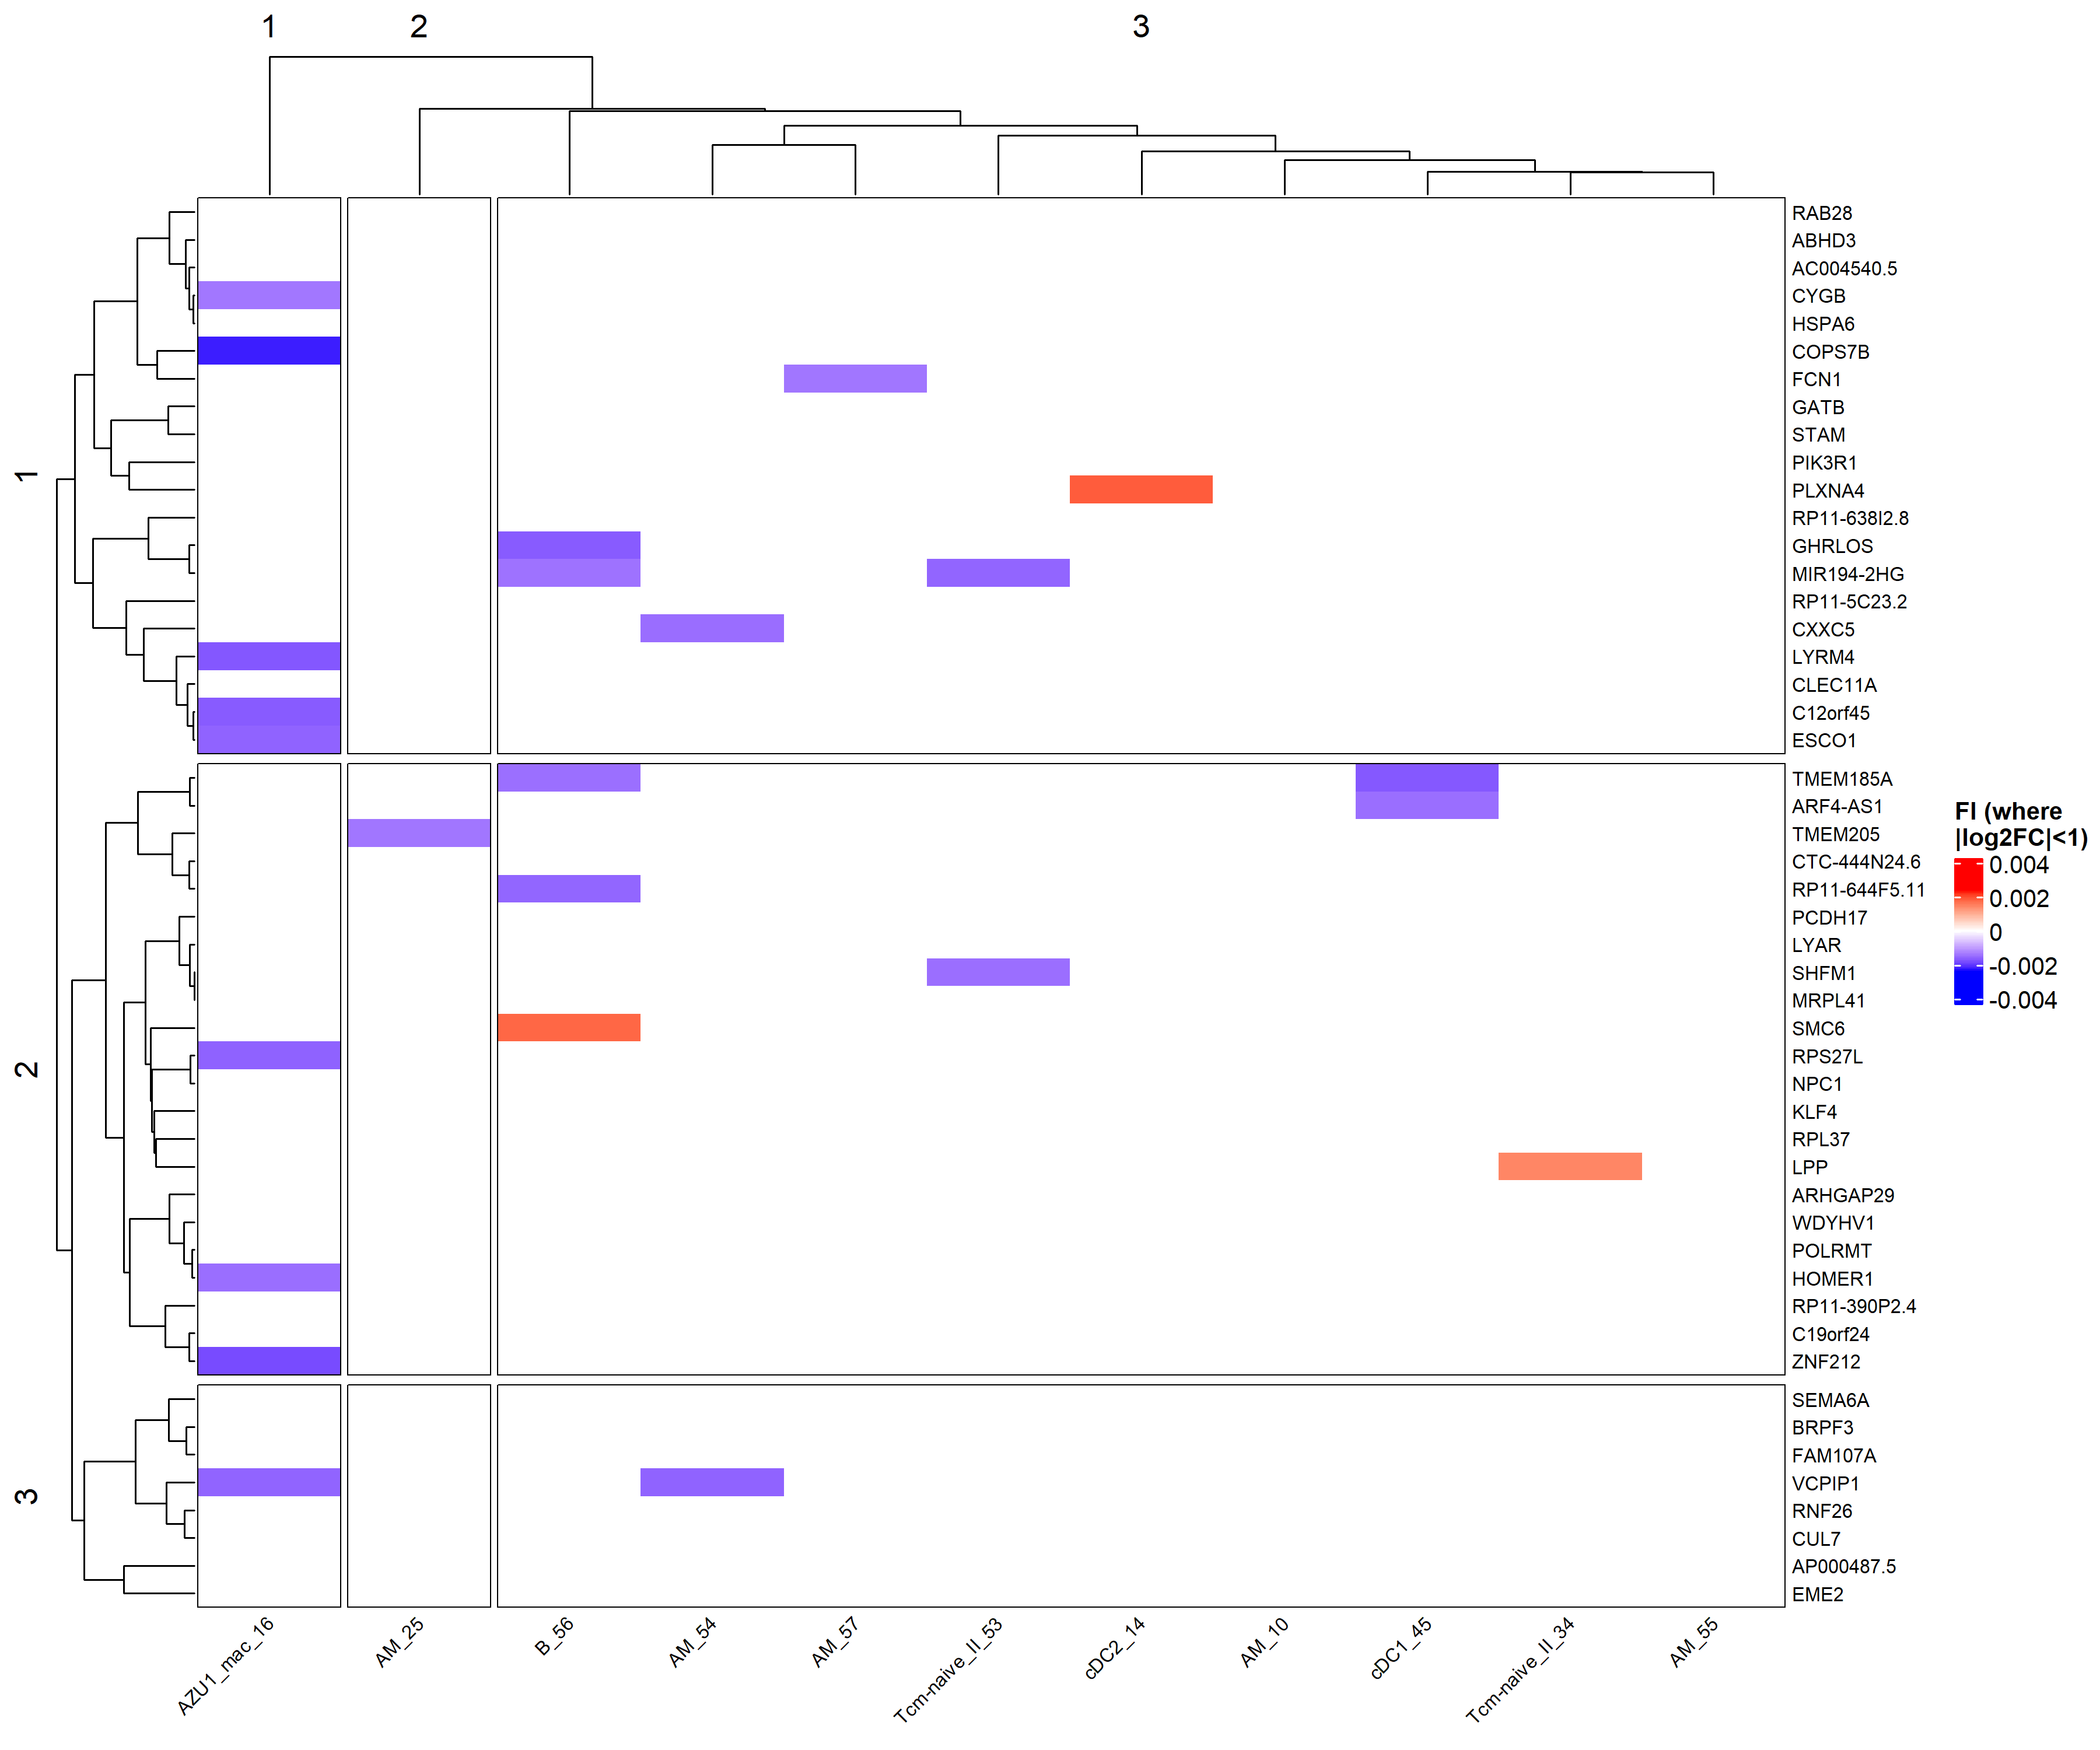 1
2
3
1
RAB28
ABHD3
AC004540.5
CYGB
HSPA6
COPS7B
FCN1
GATB
STAM
PIK3R1
PLXNA4
RP11-638I2.8
GHRLOS
MIR194-2HG
RP11-5C23.2
CXXC5
LYRM4
CLEC11A
C12orf45
ESCO1
2
TMEM185A
ARF4-AS1
TMEM205
CTC-444N24.6
RP11-644F5.11
PCDH17
LYAR
SHFM1
MRPL41
SMC6
RPS27L
NPC1
KLF4
RPL37
LPP
ARHGAP29
WDYHV1
POLRMT
HOMER1
RP11-390P2.4
C19orf24
ZNF212
3
SEMA6A
BRPF3
FAM107A
VCPIP1
RNF26
CUL7
AP000487.5
EME2
AZU1_mac_16
AM_25
B_56
AM_54
AM_57
Tcm-naive_II_53
cDC2_14
AM_10
cDC1_45
Tcm-naive_II_34
AM_55
FI (where
|log2FC|<1)
0.004
0.002
0
-0.002
-0.004